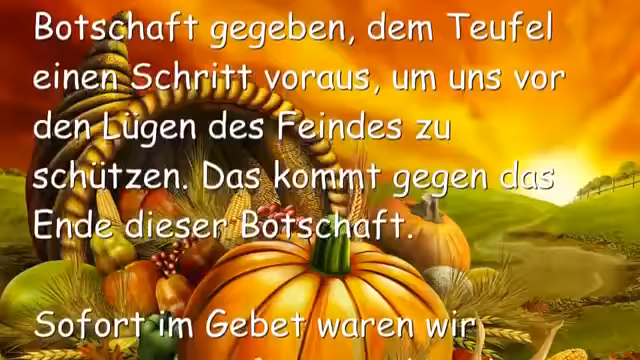 Botschaft gegeben, dem Teufel
einen Schritt voraus, um uns vor
den Lügen des Feindes zu
schützen. Das kommt gegen das
Ende dieser Botschaft.
Sofort im Gebet waren wir